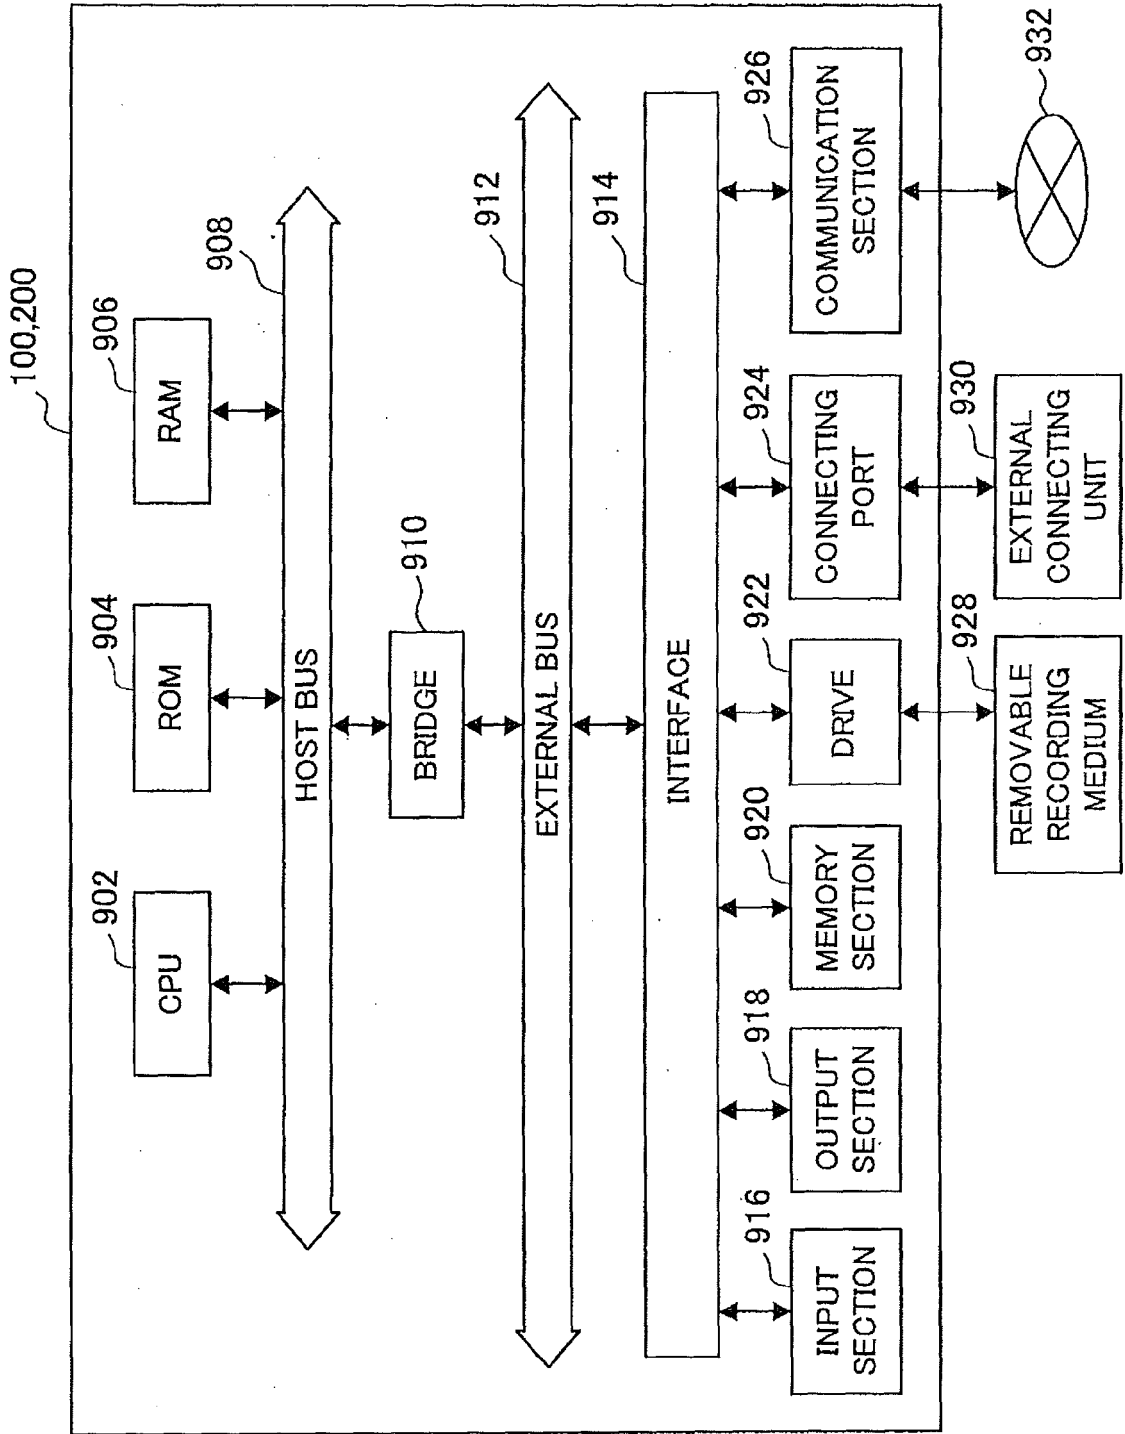 100,200
902
CPU
904
ROM
906
RAM
908
HOST BUS
910
BRIDGE
912
EXTERNAL BUS
914
INTERFACE
916
INPUT
SECTION
918
OUTPUT
SECTION
920
MEMORY
SECTION
922
DRIVE
924
CONNECTING
PORT
926
COMMUNICATION
SECTION
928
REMOVABLE
RECORDING
MEDIUM
930
EXTERNAL
CONNECTING
UNIT
932